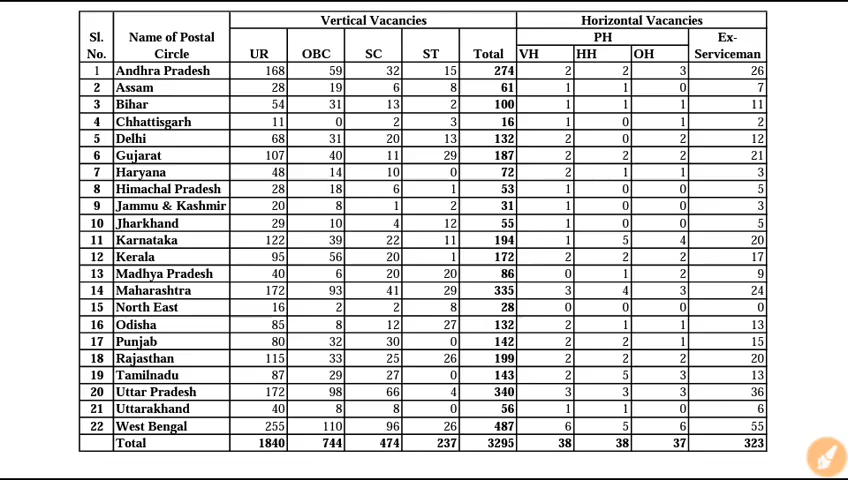 Vertical Vacancies Horizontal Vacancies
Sl. Name of Postal PH Ex-
No. Circle UR OBC SC ST Total VH HH OH Serviceman
1 Andhra Pradesh 168 59 32 15 274 2 2 3 26
2 Assam 28 19 6 8 61 1 1 0 7
3 Bihar 54 31 13 2 100 1 1 1 11
4 Chhattisgarh 11 0 2 3 16 1 0 1 2
5 Delhi 68 31 20 13 132 2 0 2 12
6 Gujarat 107 40 11 29 187 2 2 2 21
7 Haryana 48 14 10 0 72 2 1 1 3
8 Himachal Pradesh 28 18 6 1 53 1 0 0 5
9 Jammu & Kashmir 20 8 1 2 31 1 0 0 3
10 Jharkhand 29 10 4 12 55 1 0 0 5
11 Karnataka 122 39 22 11 194 1 5 4 20
12 Kerala 95 56 20 1 172 2 2 2 17
13 Madhya Pradesh 40 6 20 20 86 0 1 2 9
14 Maharashtra 172 93 41 29 335 3 4 3 24
15 North East 16 2 2 8 28 0 0 0 0
16 Odisha 85 8 12 27 132 2 1 1 13
17 Punjab 80 32 30 0 142 2 2 1 15
18 Rajasthan 115 33 25 26 199 2 2 2 20
19 Tamilnadu 87 29 27 0 143 2 5 3 13
20 Uttar Pradesh 172 98 66 4 340 3 3 3 36
21 Uttarakhand 40 8 8 0 56 1 1 0 6
22 West Bengal 255 110 96 26 487 6 5 6 55
Total 1840 744 474 237 3295 38 38 37 323